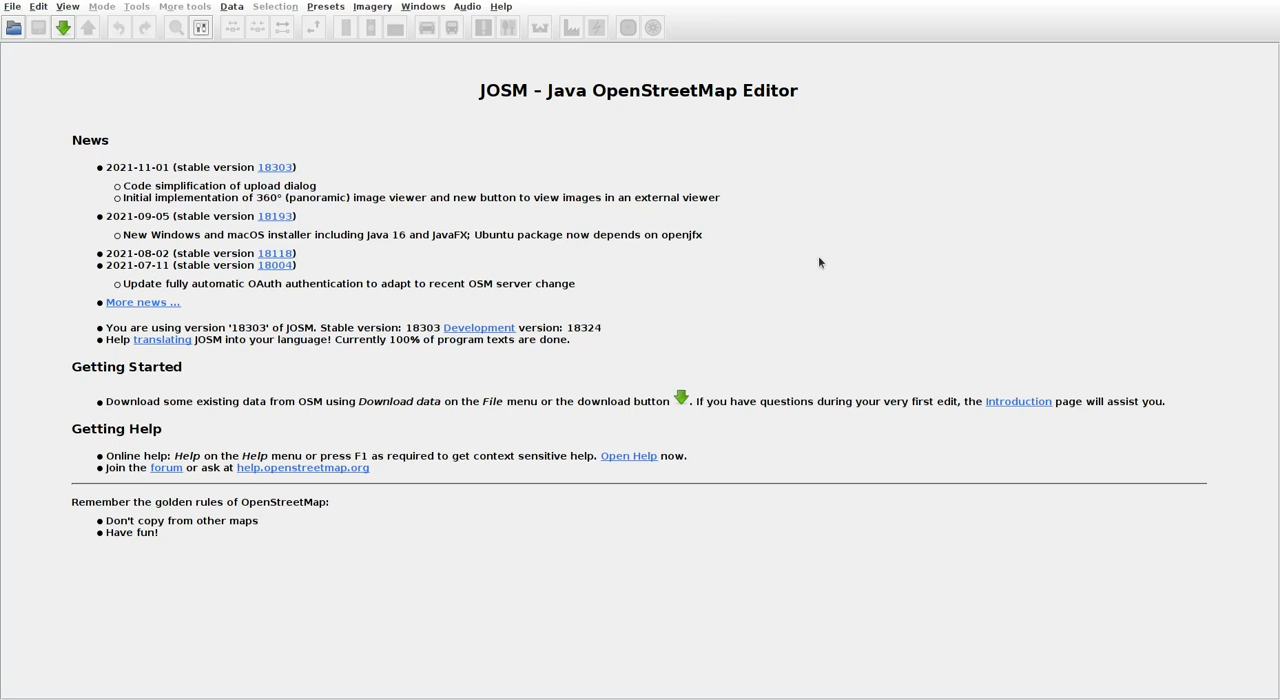 File Edit View Mode Tools More tools Data Selection Presets Imagery Windows Audio Help
JOSM – Java OpenStreetMap Editor
News
2021-11-01 (stable version 18303)
Code simplification of upload dialog
Initial implementation of 360° (panoramic) image viewer and new button to view images in an external viewer
2021-09-05 (stable version 18193)
New Windows and macOS installer including Java 16 and JavaFX; Ubuntu package now depends on openjfx
2021-08-02 (stable version 18118)
2021-07-11 (stable version 18004)
Update fully automatic OAuth authentication to adapt to recent OSM server change
More news ...
You are using version '18303' of JOSM. Stable version: 18303 Development version: 18324
Help translating JOSM into your language! Currently 100% of program texts are done.
Getting Started
Download some existing data from OSM using Download data on the File menu or the download button . If you have questions during your very first edit, the Introduction page will assist you.
Getting Help
Online help: Help on the Help menu or press F1 as required to get context sensitive help. Open Help now.
Join the forum or ask at help.openstreetmap.org
Remember the golden rules of OpenStreetMap:
Don't copy from other maps
Have fun!